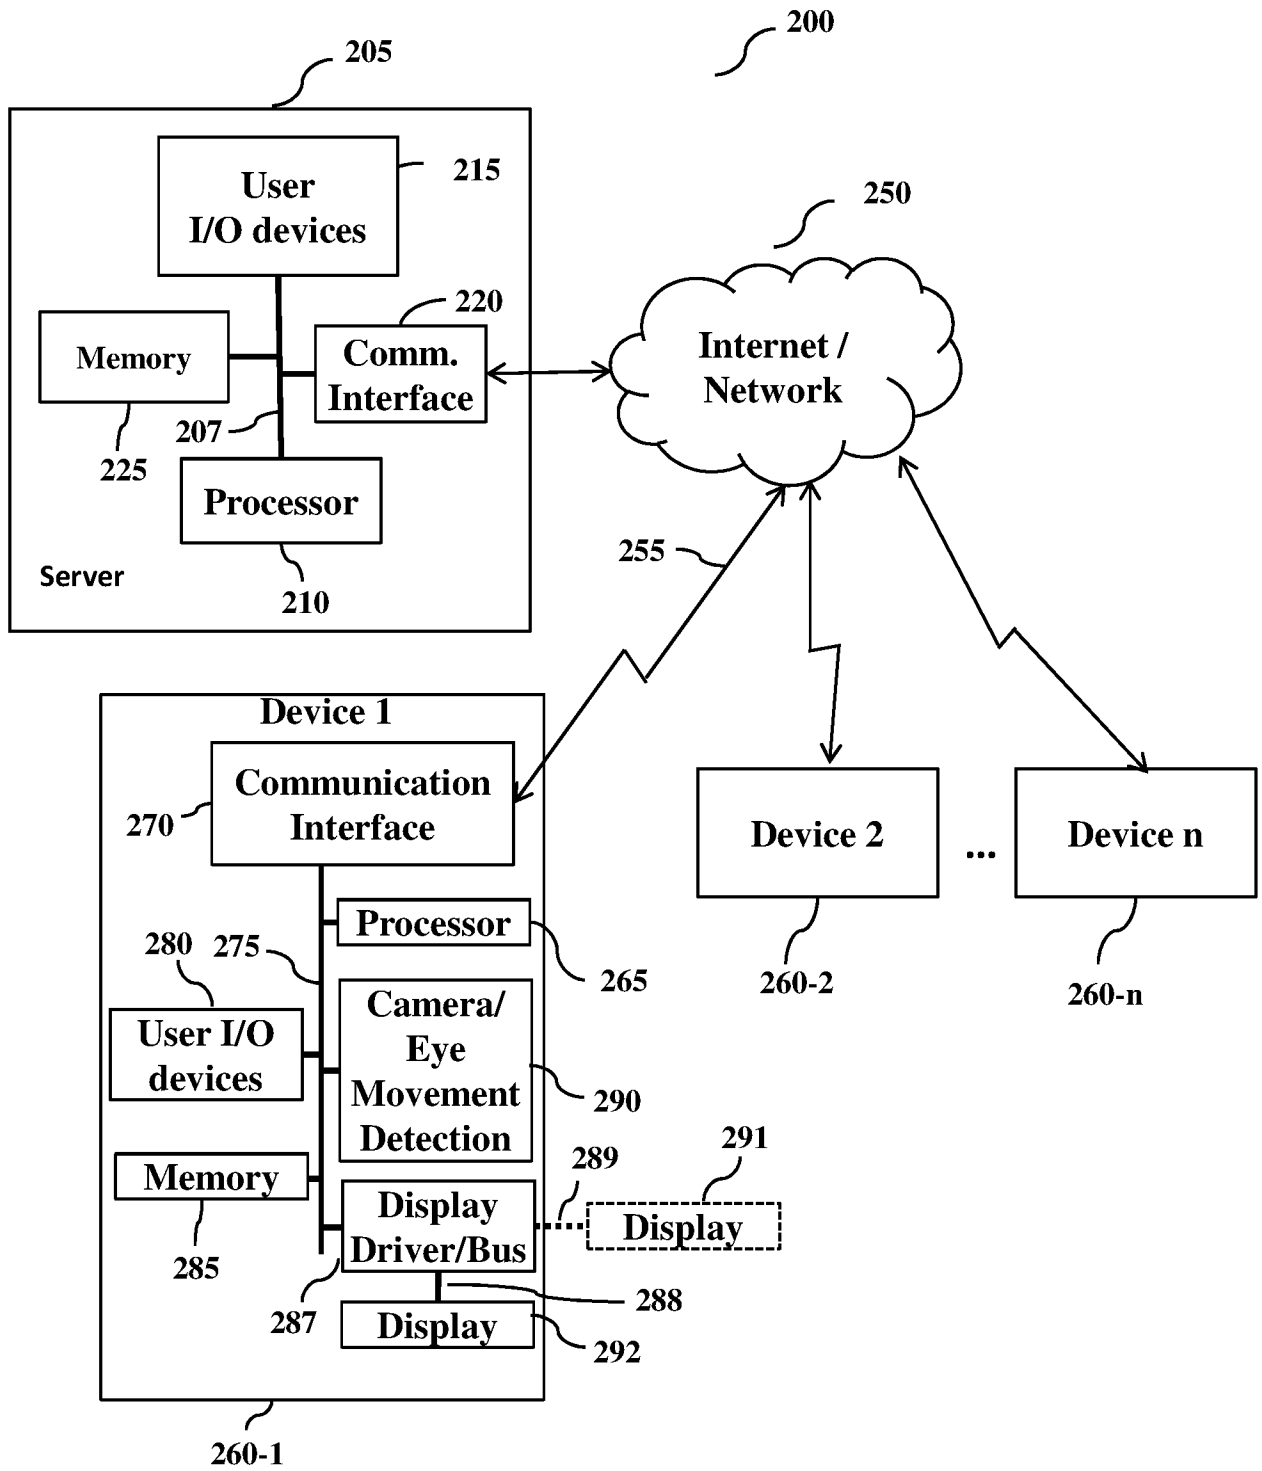 200
205
User
I/O devices
215
250
220
Memory
Comm.
Interface
Internet /
Network
207
225
Processor
Server
210
255
Device 1
Communication
Interface
270
Device 2
...
Device n
Processor
280
275
265
260-2
260-n
User I/O
devices
Camera/
Eye
Movement
Detection
290
291
289
Memory
Display
Driver/Bus
Display
285
288
287
Display
292
260-1